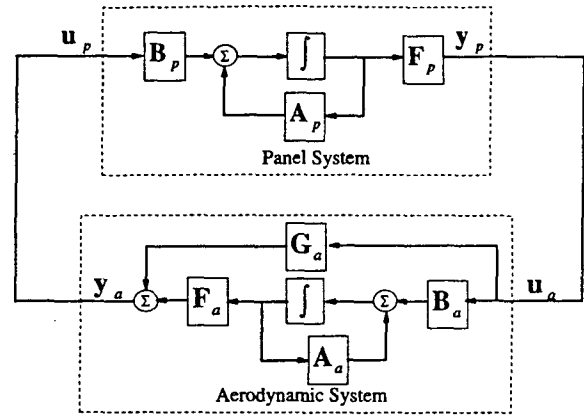 u_p
B_p
Σ
∫
F_p
y_p
A_p
Panel System
G_a
y_a
Σ
F_a
∫
Σ
B_a
u_a
A_a
Aerodynamic System